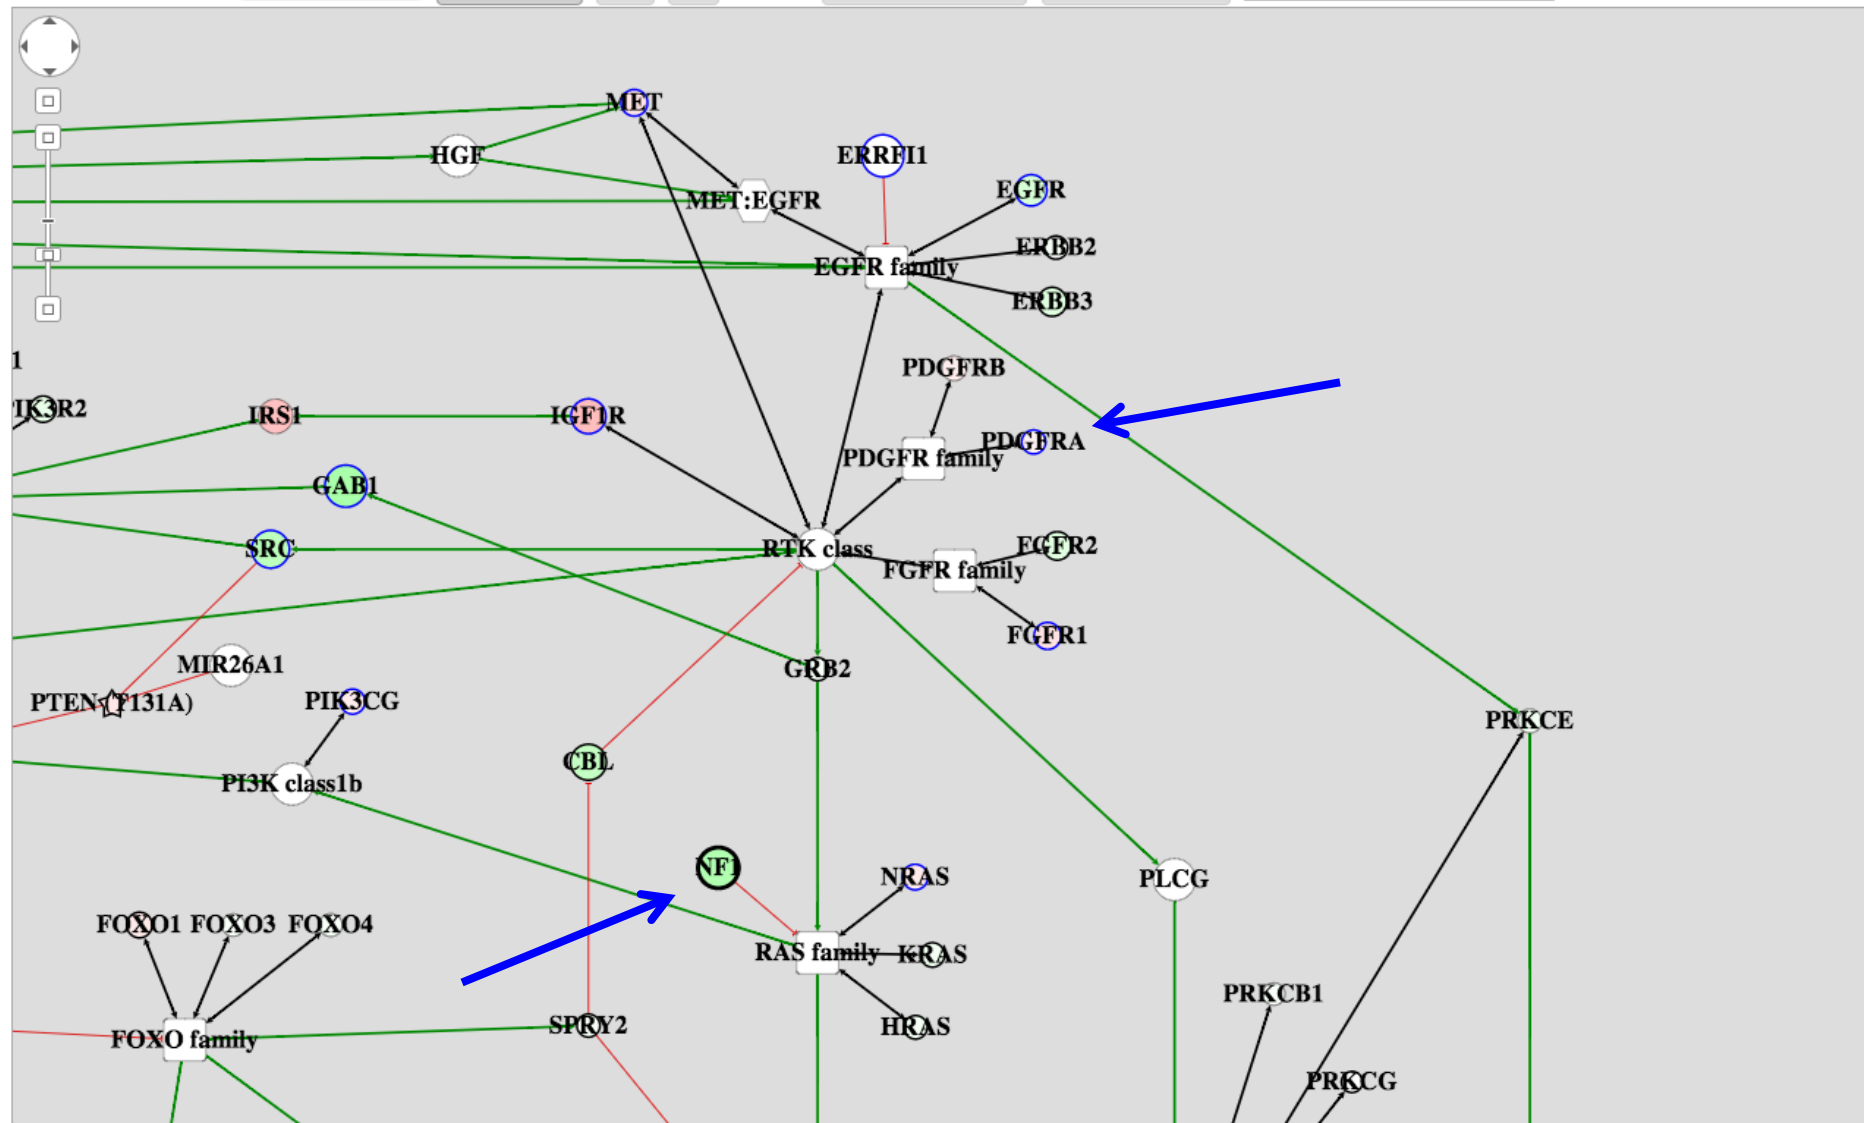 MET
HGF
ERRFI1
MET:EGFR
EGFR
ERBB2
EGFR family
ERBB3
1
PDGFRB
PIK3R2
IRS1
IGF1R
PDGFRA
PDGFR family
GAB1
SRC
RTK class
FGFR2
FGFR family
FGFR1
MIR26A1
GRB2
PTEN (T131A)
PIK3CG
PRKCE
CBL
PI3K class1b
NF1
NRAS
PLCG
FOXO1 FOXO3 FOXO4
RAS family
KRAS
PRKCB1
SPRY2
HRAS
FOXO family
PRKCG